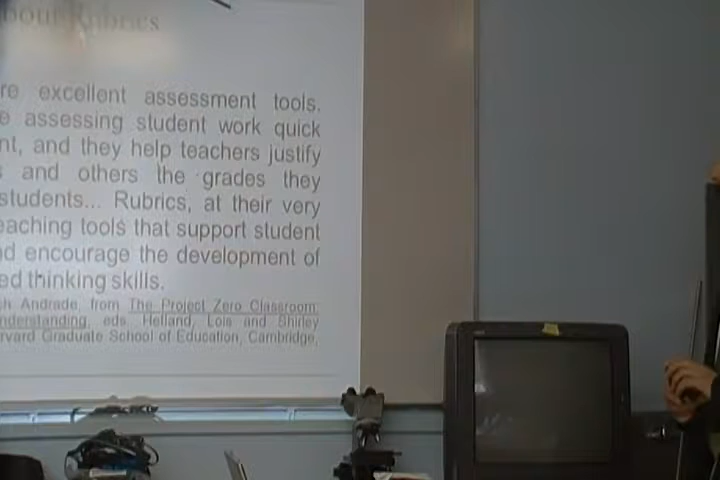 bout Rubrics
re excellent assessment tools.
e assessing student work quick
nt, and they help teachers justify
s and others the grades they
students... Rubrics, at their very
eaching tools that support student
d encourage the development of
ed thinking skills.
h Andrade, from The Project Zero Classroom:
nderstanding, eds. Helland, Lois and Shirley
rvard Graduate School of Education, Cambridge,